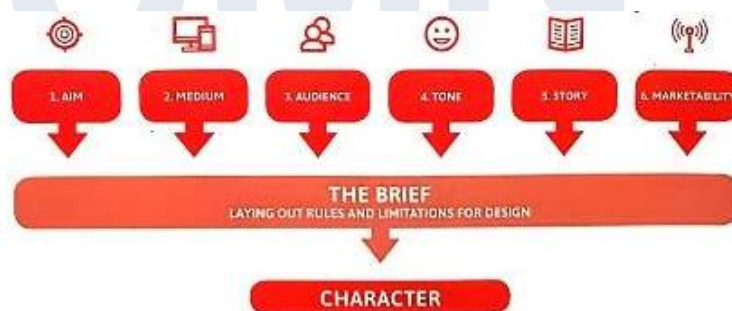 1. AIM
2. MEDIUM
3. AUDIENCE
4. TONE
5. STORY
6. MARKETABILITY
THE BRIEF
LAYING OUT RULES AND LIMITATIONS FOR DESIGN
CHARACTER